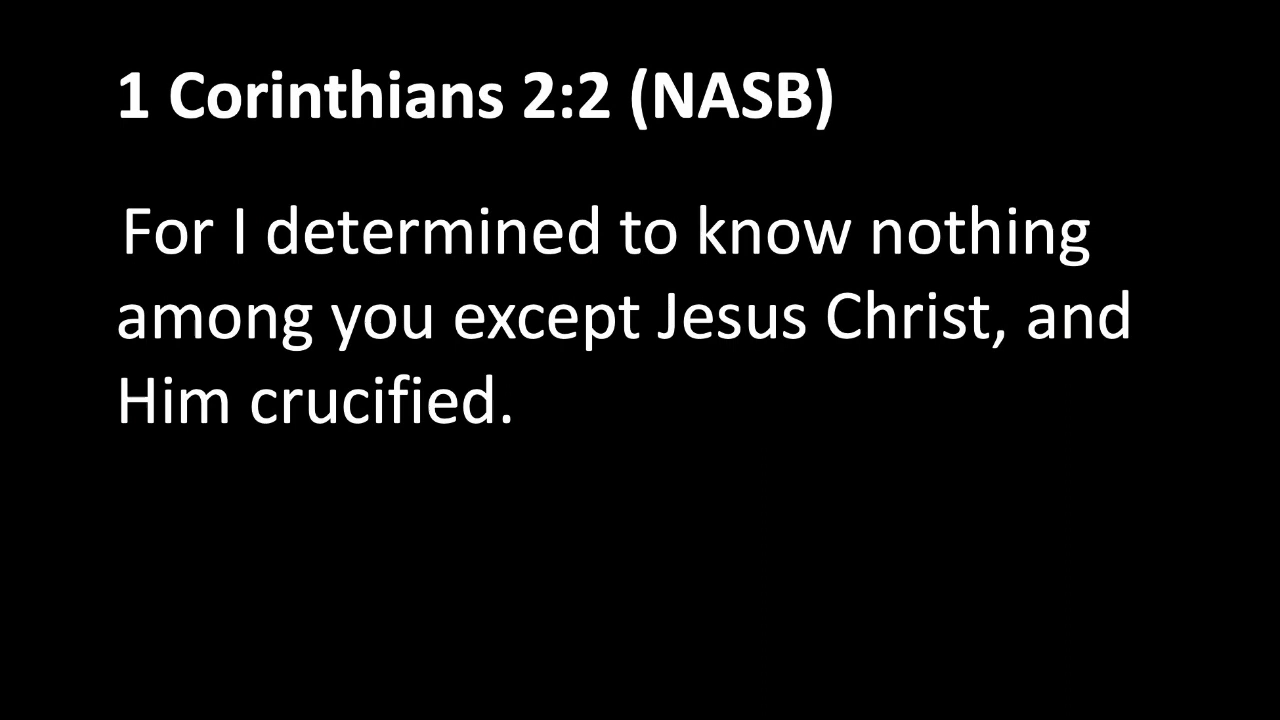 1 Corinthians 2:2 (NASB)
For I determined to know nothing
among you except Jesus Christ, and
Him crucified.